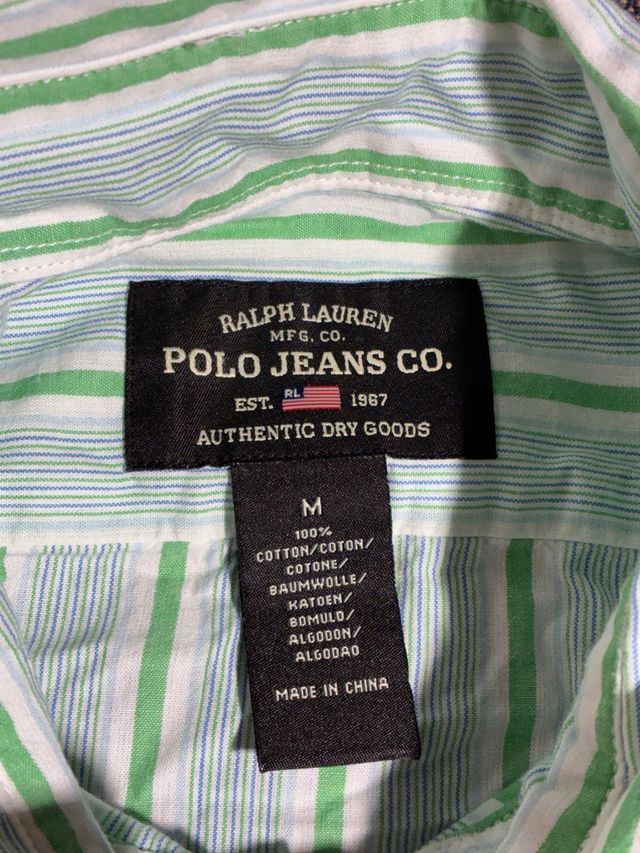 RALPH LAUREN
MFG. CO.
POLO JEANS CO.
EST. RL 1967
AUTHENTIC DRY GOODS
M
100%
COTTON/COTON/
COTONE/
BAUMWOLLE/
KATOEN/
BOMULD/
ALGODON/
ALGODAO
MADE IN CHINA